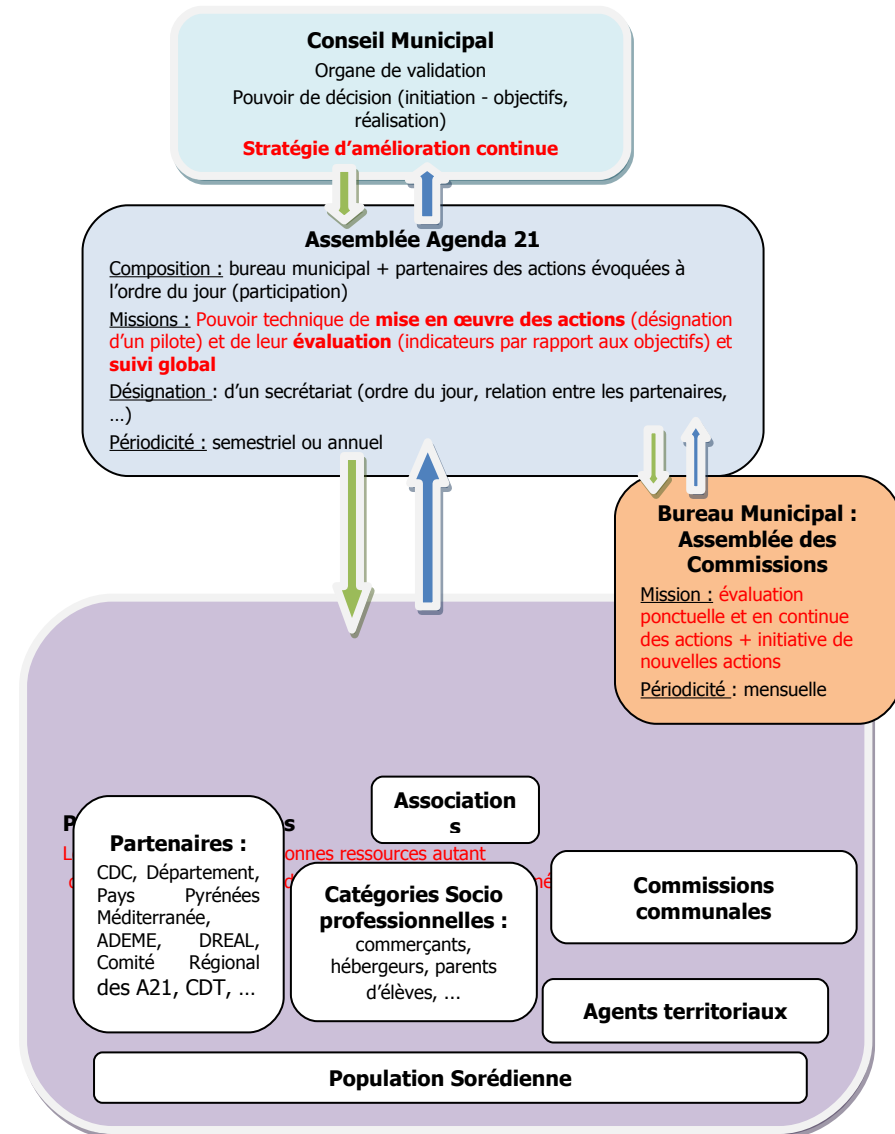 Conseil Municipal
Organe de validation
Pouvoir de décision (initiation - objectifs,
réalisation)
Stratégie d'amélioration continue
Assemblée Agenda 21
Composition : bureau municipal + partenaires des actions évoquées à
l'ordre du jour (participation)
Missions : Pouvoir technique de mise en œuvre des actions (désignation
d'un pilote) et de leur évaluation (indicateurs par rapport aux objectifs) et
suivi global
Désignation : d'un secrétariat (ordre du jour, relation entre les partenaires,
…)
Périodicité : semestriel ou annuel
Bureau Municipal :
Assemblée des
Commissions
Mission : évaluation
ponctuelle et en continue
des actions + initiative de
nouvelles actions
Périodicité : mensuelle
Association
s
ressources autant
Partenaires :
CDC, Département,
Pays Pyrénées
Méditerranée,
ADEME, DREAL,
Comité Régional
des A21, CDT, …
Catégories Socio
professionnelles :
commerçants,
hébergeurs, parents
d'élèves, …
Commissions
communales
Agents territoriaux
Population Sorédienne